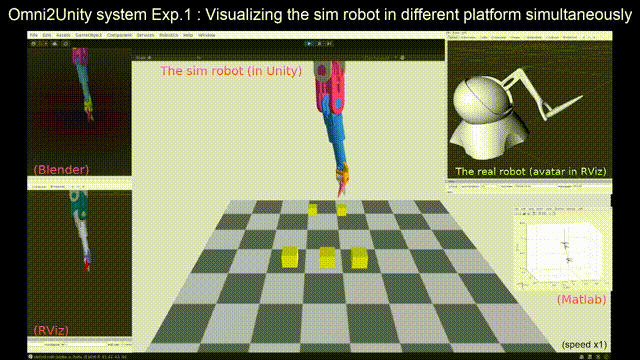 Omni2Unity system Exp.1 : Visualizing the sim robot in different platform simultaneously
File Edit Assets GameObject Component Services Robotics Help Window
The sim robot (in Unity)
(Blender)
The real robot (avatar in RViz)
(RViz)
(Matlab)
(speed x1)